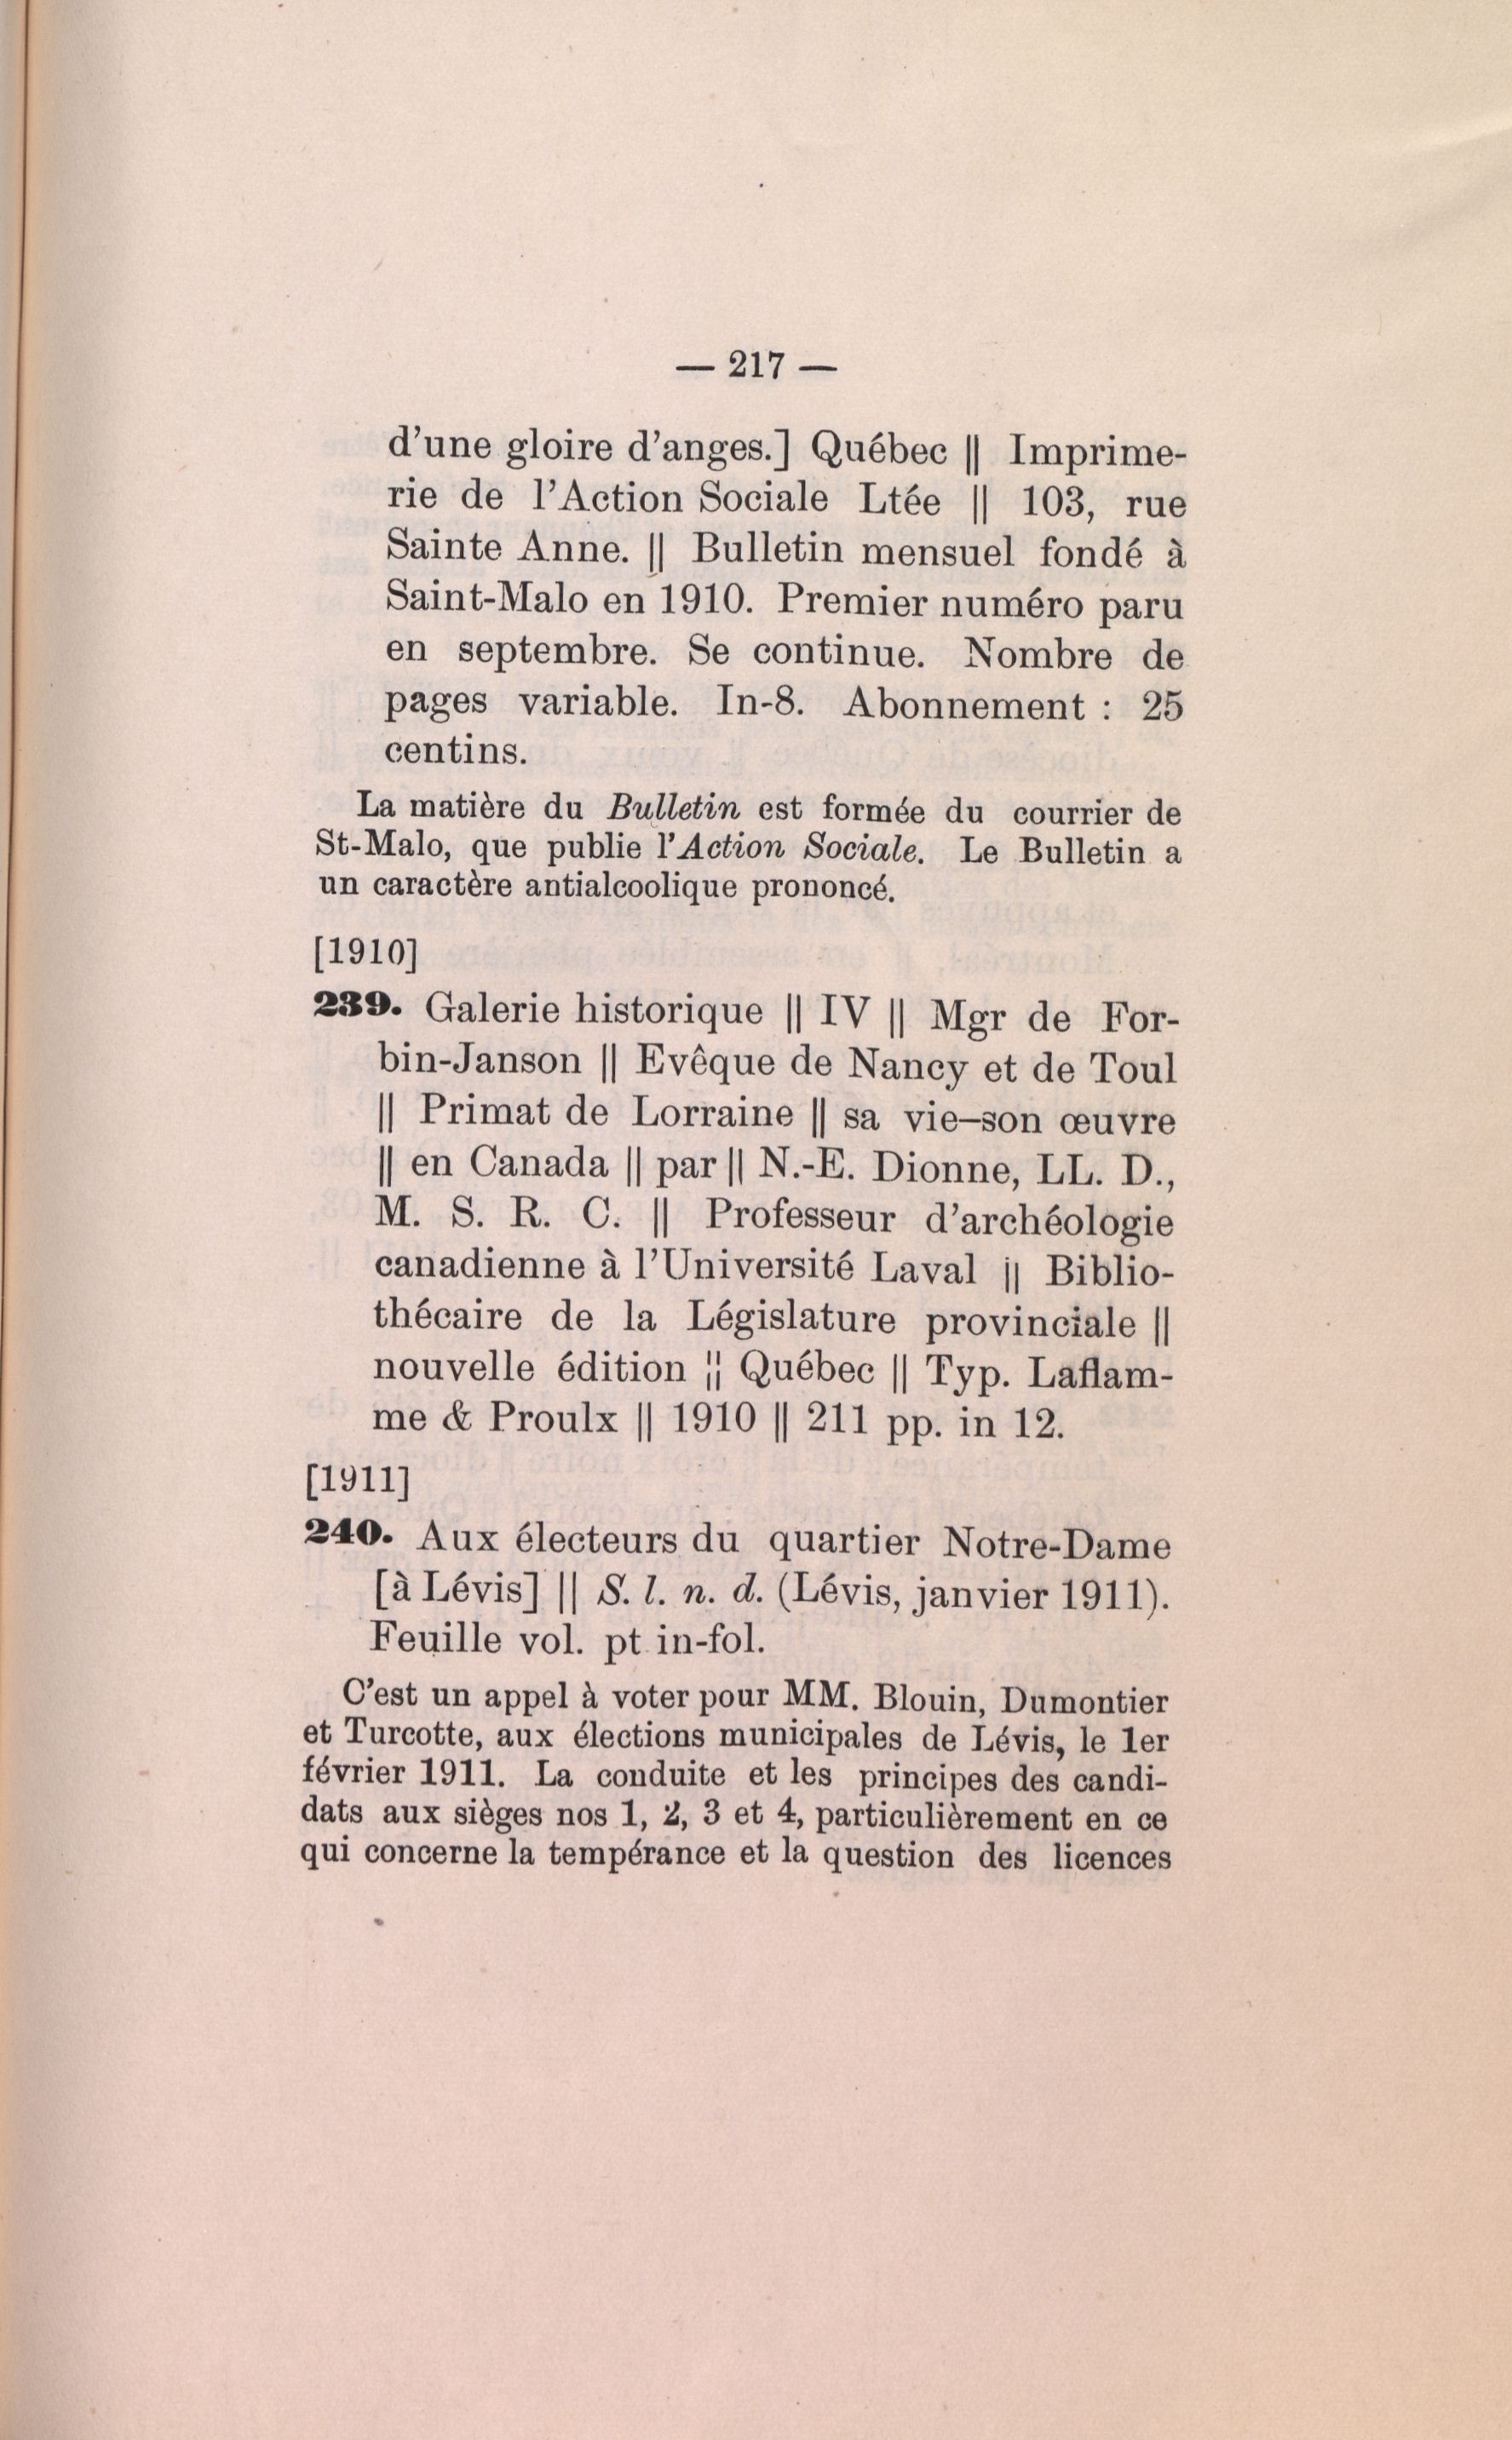 — 217 —
d'une gloire d'anges.] Québec || Imprime-
rie de l'Action Sociale Ltée || 103, rue
Sainte Anne. || Bulletin mensuel fondé à
Saint-Malo en 1910. Premier numéro paru
en septembre. Se continue. Nombre de
pages variable. In-8. Abonnement : 25
centins.
La matière du Bulletin est formée du courrier de
St-Malo, que publie l'Action Sociale. Le Bulletin a
un caractère antialcoolique prononcé.
[1910]
239. Galerie historique || IV || Mgr de For-
bin-Janson || Evêque de Nancy et de Toul
|| Primat de Lorraine || sa vie–son œuvre
|| en Canada || par || N.-E. Dionne, LL. D.,
M. S. R. C. || Professeur d'archéologie
canadienne à l'Université Laval || Biblio-
thécaire de la Législature provinciale ||
nouvelle édition || Québec || Typ. Laflam-
me & Proulx || 1910 || 211 pp. in 12.
[1911]
240. Aux électeurs du quartier Notre-Dame
[à Lévis] || S. l. n. d. (Lévis, janvier 1911).
Feuille vol. pt in-fol.
C'est un appel à voter pour MM. Blouin, Dumontier
et Turcotte, aux élections municipales de Lévis, le 1er
février 1911. La conduite et les principes des candi-
dats aux sièges nos 1, 2, 3 et 4, particulièrement en ce
qui concerne la tempérance et la question des licences